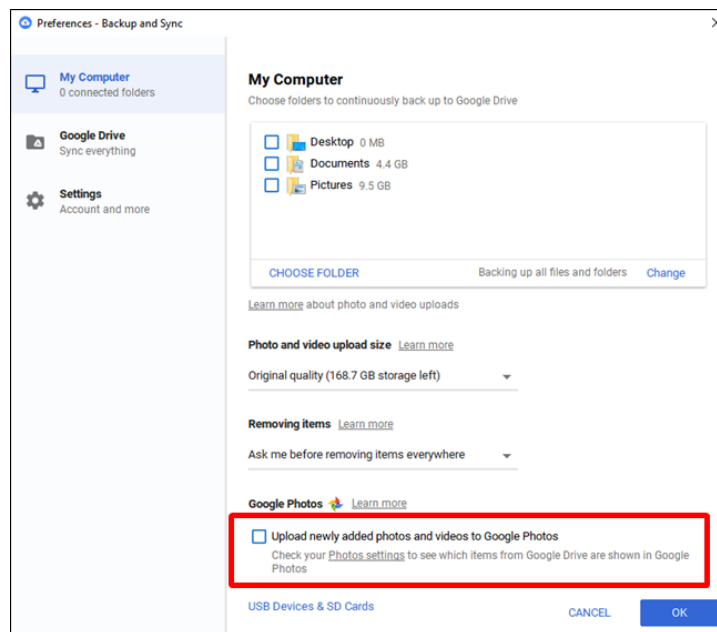 Preferences - Backup and Sync
My Computer
0 connected folders
Google Drive
Sync everything
Settings
Account and more
My Computer
Choose folders to continuously back up to Google Drive
Desktop 0 MB
Documents 4.4 GB
Pictures 9.5 GB
CHOOSE FOLDER Backing up all files and folders Change
Learn more about photo and video uploads
Photo and video upload size Learn more
Original quality (168.7 GB storage left)
Removing items Learn more
Ask me before removing items everywhere
Google Photos Learn more
Upload newly added photos and videos to Google Photos
Check your Photos settings to see which items from Google Drive are shown in Google
Photos
USB Devices & SD Cards
CANCEL OK